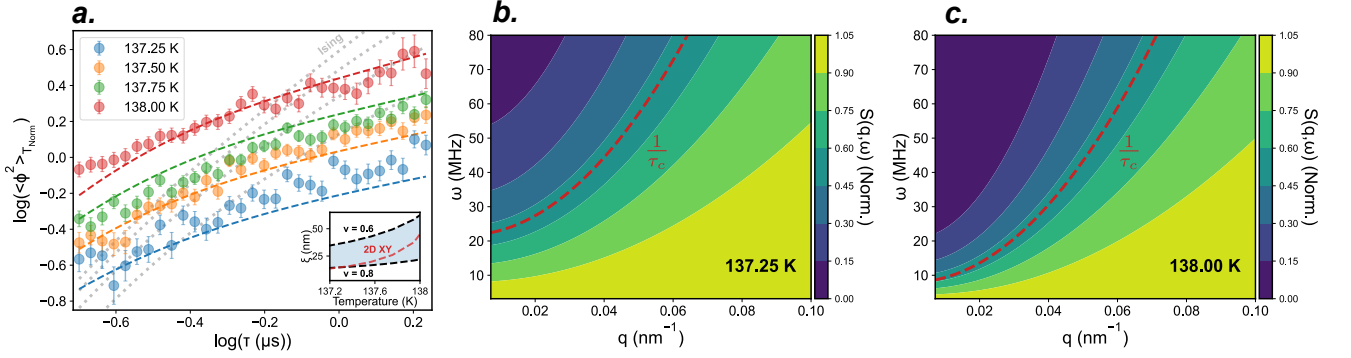 a.
log(<ϕ²>T_Norm)
0.6
0.4
0.2
0.0
−0.2
−0.4
−0.6
−0.8
137.25 K
137.50 K
137.75 K
138.00 K
Ising
ξ (nm)
50
25
ν = 0.6
2D XY
ν = 0.8
137.2 137.6 138
Temperature (K)
−0.6 −0.4 −0.2 0.0 0.2
log(τ (μs))
b.
ω (MHz)
80
70
60
50
40
30
20
10
1/τc
137.25 K
0.02 0.04 0.06 0.08 0.10
q (nm⁻¹)
1.05
0.90
0.75
0.60
0.45
0.30
0.15
0.00
S(q,ω) (Norm.)
c.
ω (MHz)
80
70
60
50
40
30
20
10
1/τc
138.00 K
0.02 0.04 0.06 0.08 0.10
q (nm⁻¹)
1.05
0.90
0.75
0.60
0.45
0.30
0.15
0.00
S(q,ω) (Norm.)